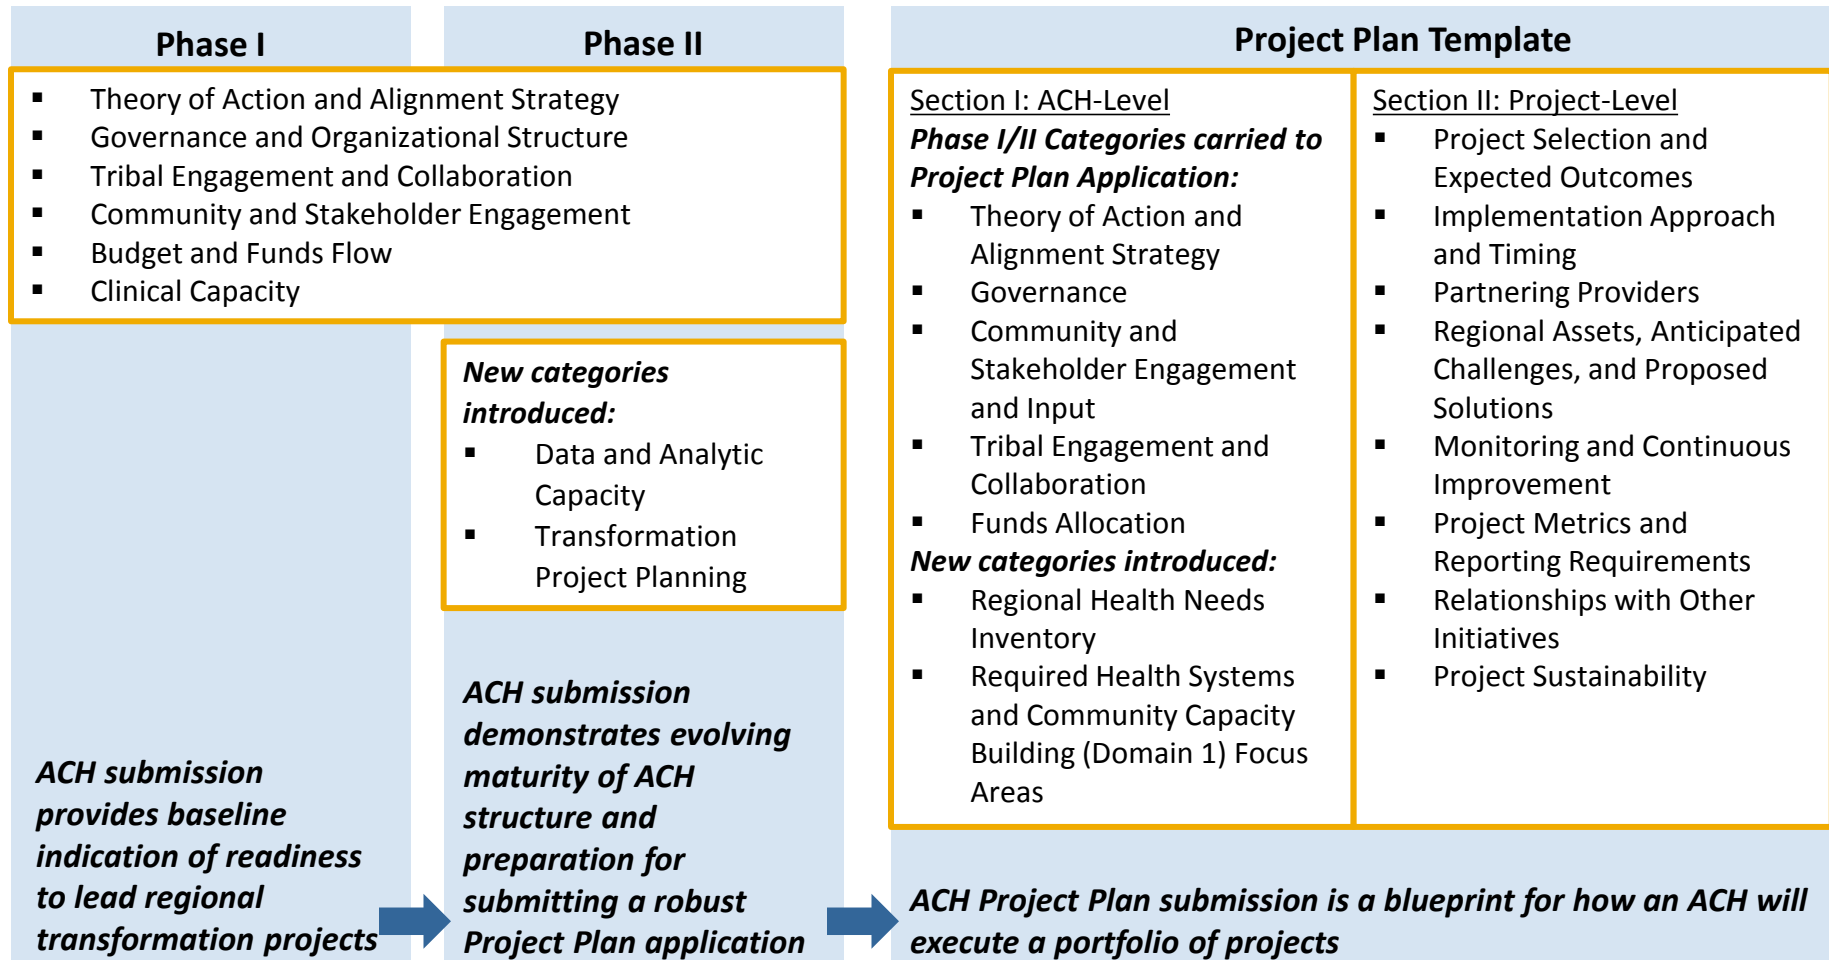 Phase I
Phase II
Project Plan Template
▪ Theory of Action and Alignment Strategy
▪ Governance and Organizational Structure
▪ Tribal Engagement and Collaboration
▪ Community and Stakeholder Engagement
▪ Budget and Funds Flow
▪ Clinical Capacity
New categories
introduced:
▪ Data and Analytic
Capacity
▪ Transformation
Project Planning
ACH submission
provides baseline
indication of readiness
to lead regional
transformation projects
ACH submission
demonstrates evolving
maturity of ACH
structure and
preparation for
submitting a robust
Project Plan application
Section I: ACH-Level
Phase I/II Categories carried to
Project Plan Application:
▪ Theory of Action and
Alignment Strategy
▪ Governance
▪ Community and
Stakeholder Engagement
and Input
▪ Tribal Engagement and
Collaboration
▪ Funds Allocation
New categories introduced:
▪ Regional Health Needs
Inventory
▪ Required Health Systems
and Community Capacity
Building (Domain 1) Focus
Areas
Section II: Project-Level
▪ Project Selection and
Expected Outcomes
▪ Implementation Approach
and Timing
▪ Partnering Providers
▪ Regional Assets, Anticipated
Challenges, and Proposed
Solutions
▪ Monitoring and Continuous
Improvement
▪ Project Metrics and
Reporting Requirements
▪ Relationships with Other
Initiatives
▪ Project Sustainability
ACH Project Plan submission is a blueprint for how an ACH will
execute a portfolio of projects